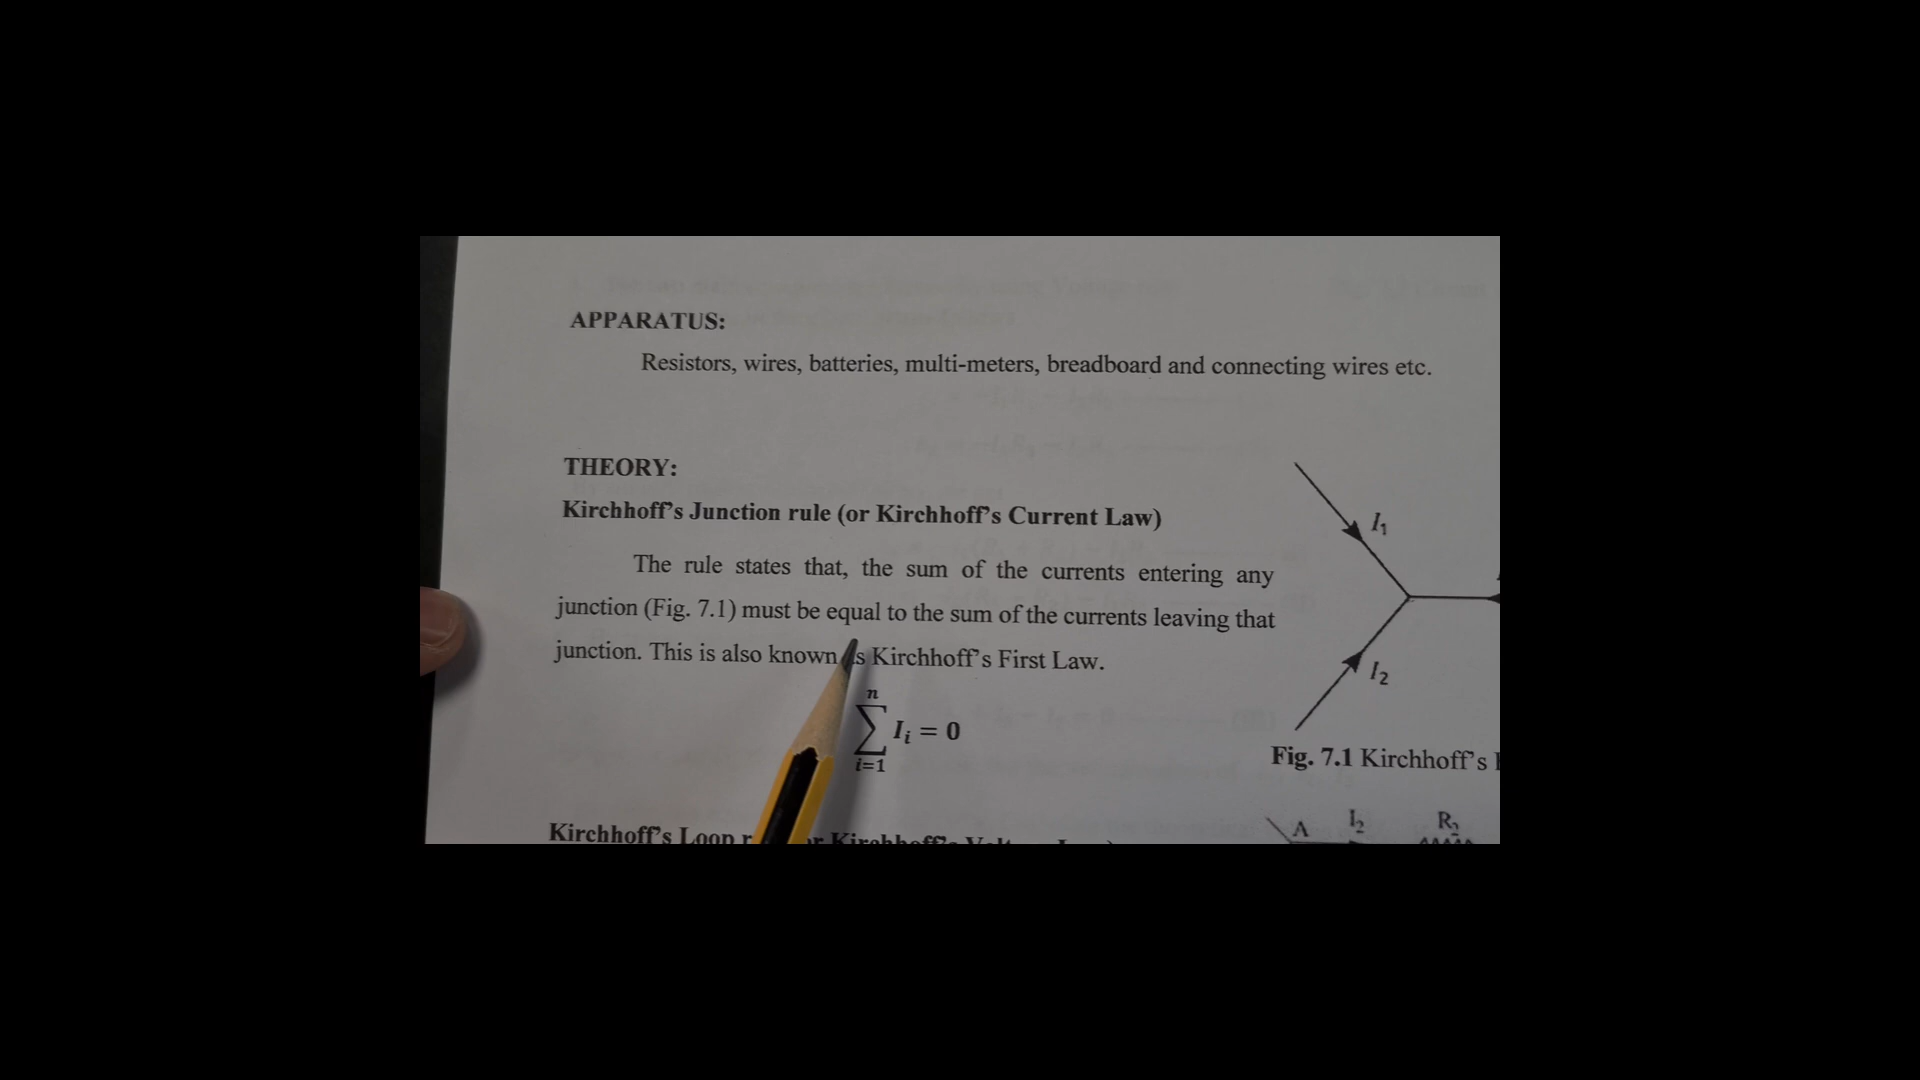 APPARATUS:
Resistors, wires, batteries, multi-meters, breadboard and connecting wires etc.
THEORY:
Kirchhoff's Junction rule (or Kirchhoff's Current Law)
The rule states that, the sum of the currents entering any
junction (Fig. 7.1) must be equal to the sum of the currents leaving that
junction. This is also known Kirchhoff's First Law.
n
∑ Iᵢ = 0
i=1
I₁
I₂
Fig. 7.1 Kirchhoff's
Kirchhoff's Loop Kirchhoff's
A I₂ R₂